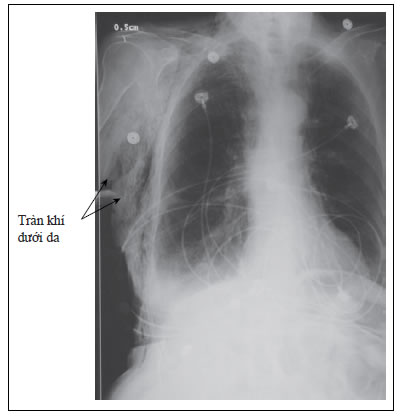 0.5cm
Tràn khí
dưới da